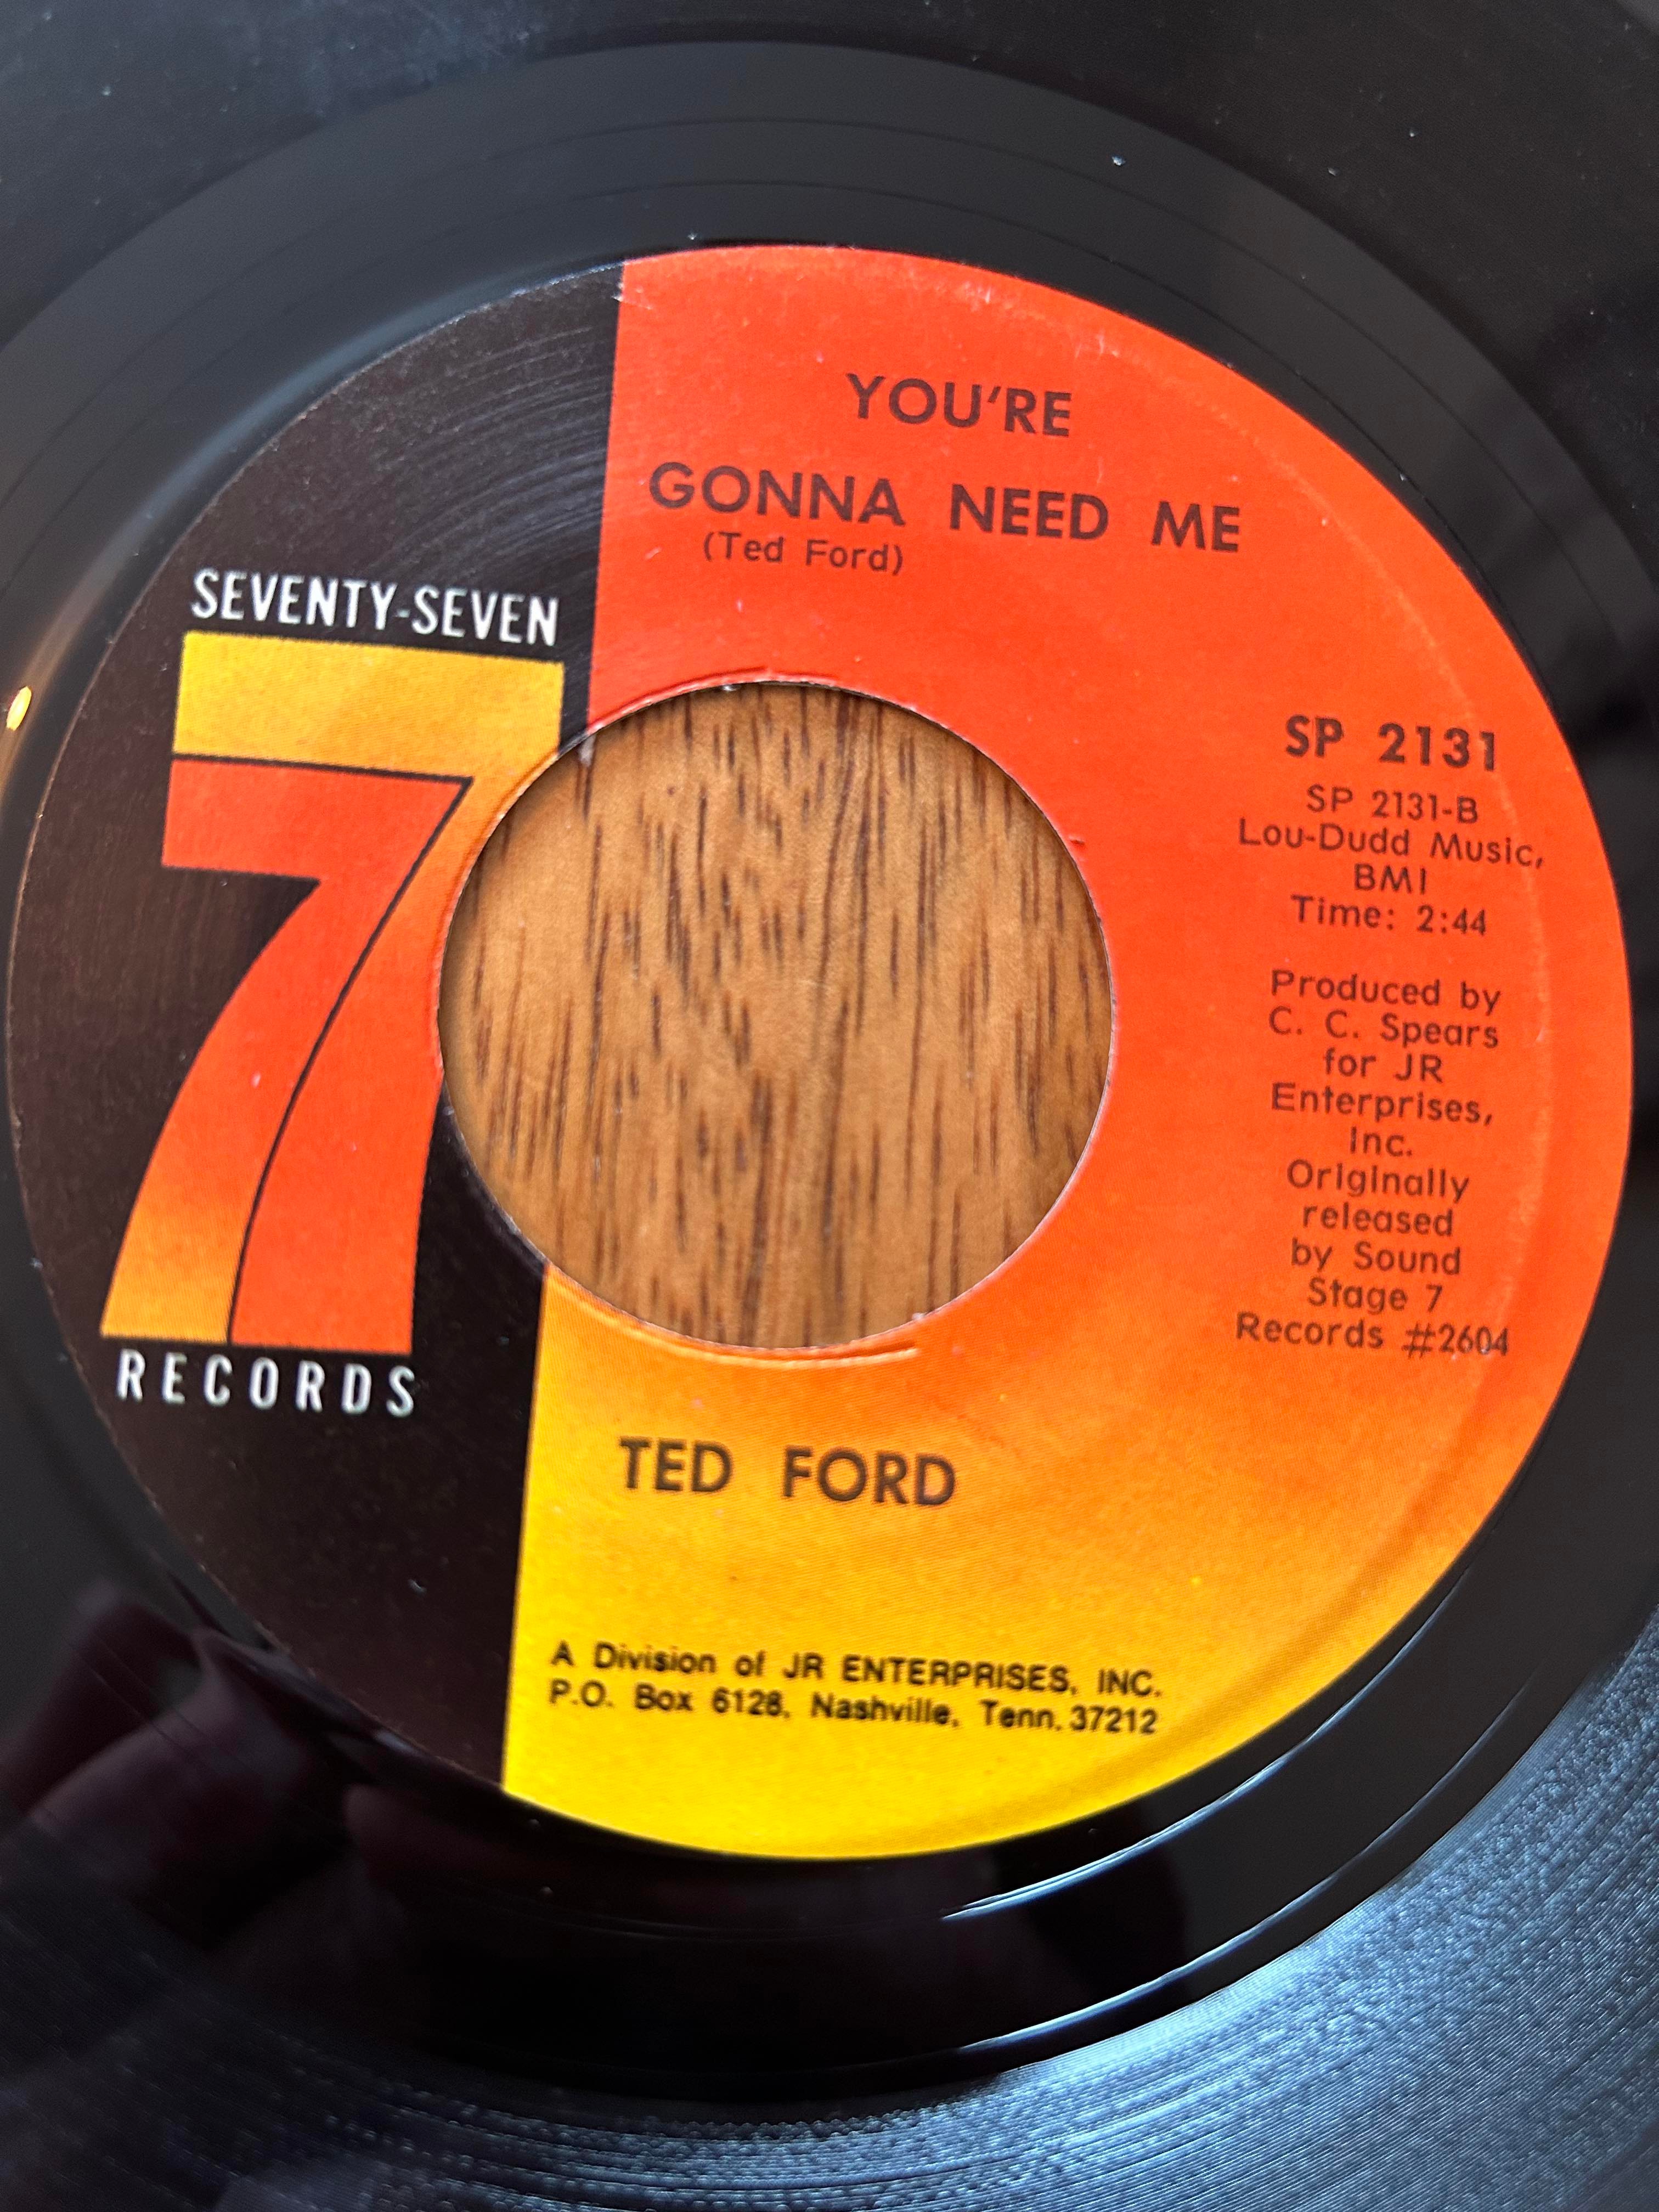 YOU'RE
GONNA NEED ME
(Ted Ford)
SEVENTY-SEVEN
7
RECORDS
SP 2131
SP 2131-B
Lou-Dudd Music,
BMI
Time: 2:44
Produced by
C. C. Spears
for JR
Enterprises,
Inc.
Originally
released
by Sound
Stage 7
Records #2604
TED FORD
A Division of JR ENTERPRISES, INC.
P.O. Box 6128, Nashville, Tenn. 37212